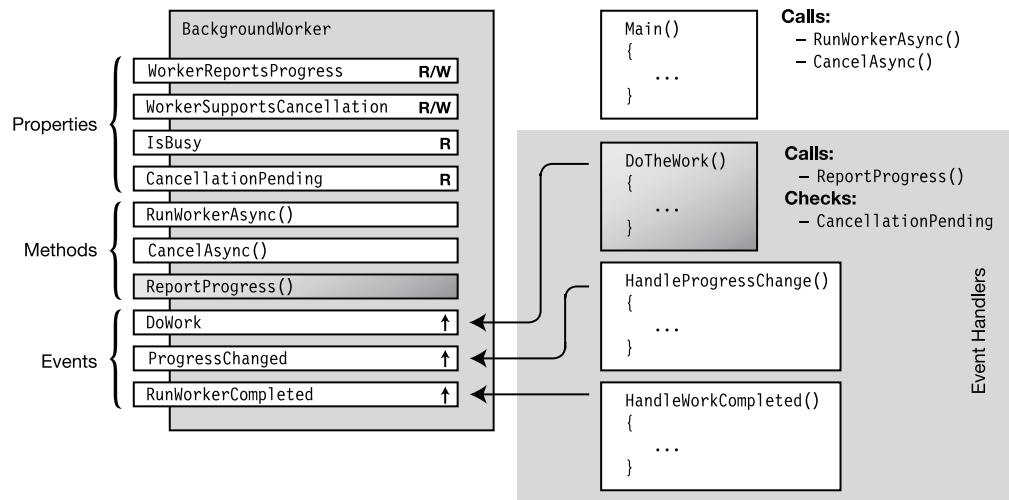 BackgroundWorker
Properties
WorkerReportsProgress R/W
WorkerSupportsCancellation R/W
IsBusy R
CancellationPending R
Methods
RunWorkerAsync()
CancelAsync()
ReportProgress()
Events
DoWork ↑
ProgressChanged ↑
RunWorkerCompleted ↑
Main()
{
...
}
Calls:
– RunWorkerAsync()
– CancelAsync()
DoTheWork()
{
...
}
Calls:
– ReportProgress()
Checks:
– CancellationPending
HandleProgressChange()
{
...
}
HandleWorkCompleted()
{
...
}
Event Handlers